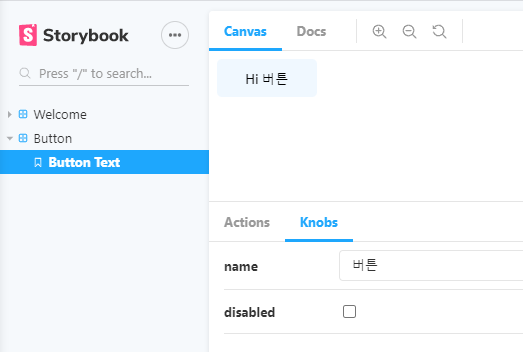 Storybook
Press "/" to search...
Welcome
Button
Button Text
Canvas
Docs
Hi 버튼
Actions
Knobs
name
버튼
disabled